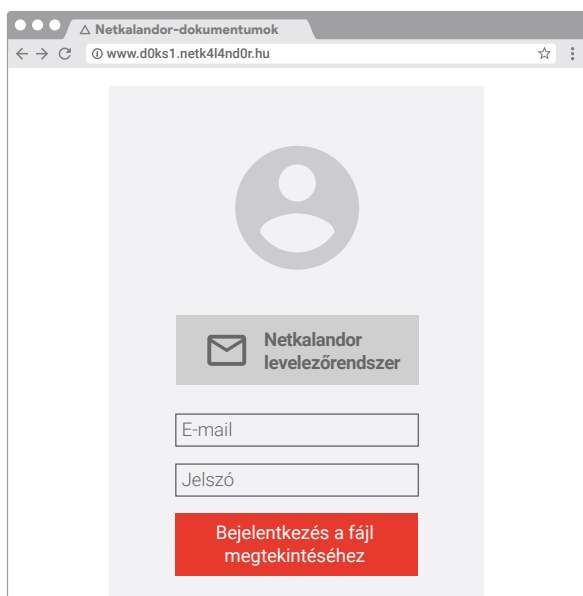 Netkalandor-dokumentumok
www.d0ks1.netk4l4nd0r.hu
Netkalandor
levelezőrendszer
E-mail
Jelszó
Bejelentkezés a fájl
megtekintéséhez